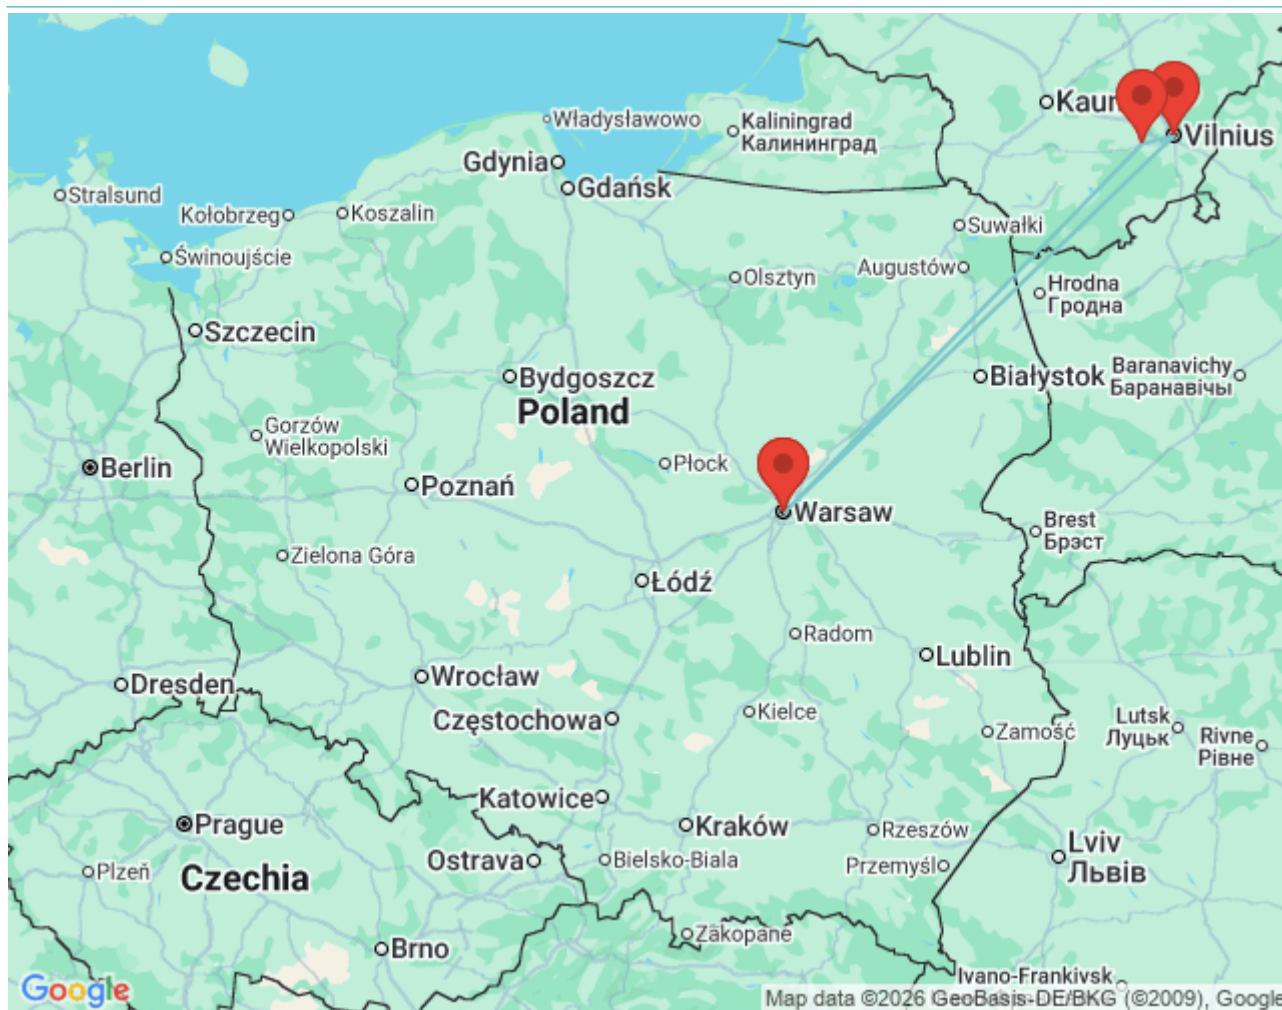 Władysławowo
Kaliningrad
Калининград
Kaun
Vilnius
Gdynia
Gdańsk
Stralsund
Kołobrzeg
Koszalin
Suwałki
Świnoujście
Augustów
Olsztyn
Hrodna
Гродна
Szczecin
Bydgoszcz
Białystok
Baranavichy
Баранавічы
Poland
Gorzów
Wielkopolski
Berlin
Płock
Poznań
Warsaw
Brest
Брэст
Zielona Góra
Łódź
Radom
Lublin
Wrocław
Dresden
Częstochowa
Kielce
Zamość
Lutsk
Луцьк
Rivne
Рівне
Katowice
Prague
Kraków
Rzeszów
Lviv
Львів
Ostrava
Bielsko-Biala
Przemyśl
Plzeň
Czechia
Zakopane
Brno
Ivano-Frankivsk
Google
Map data ©2026 GeoBasis-DE/BKG (©2009), Google